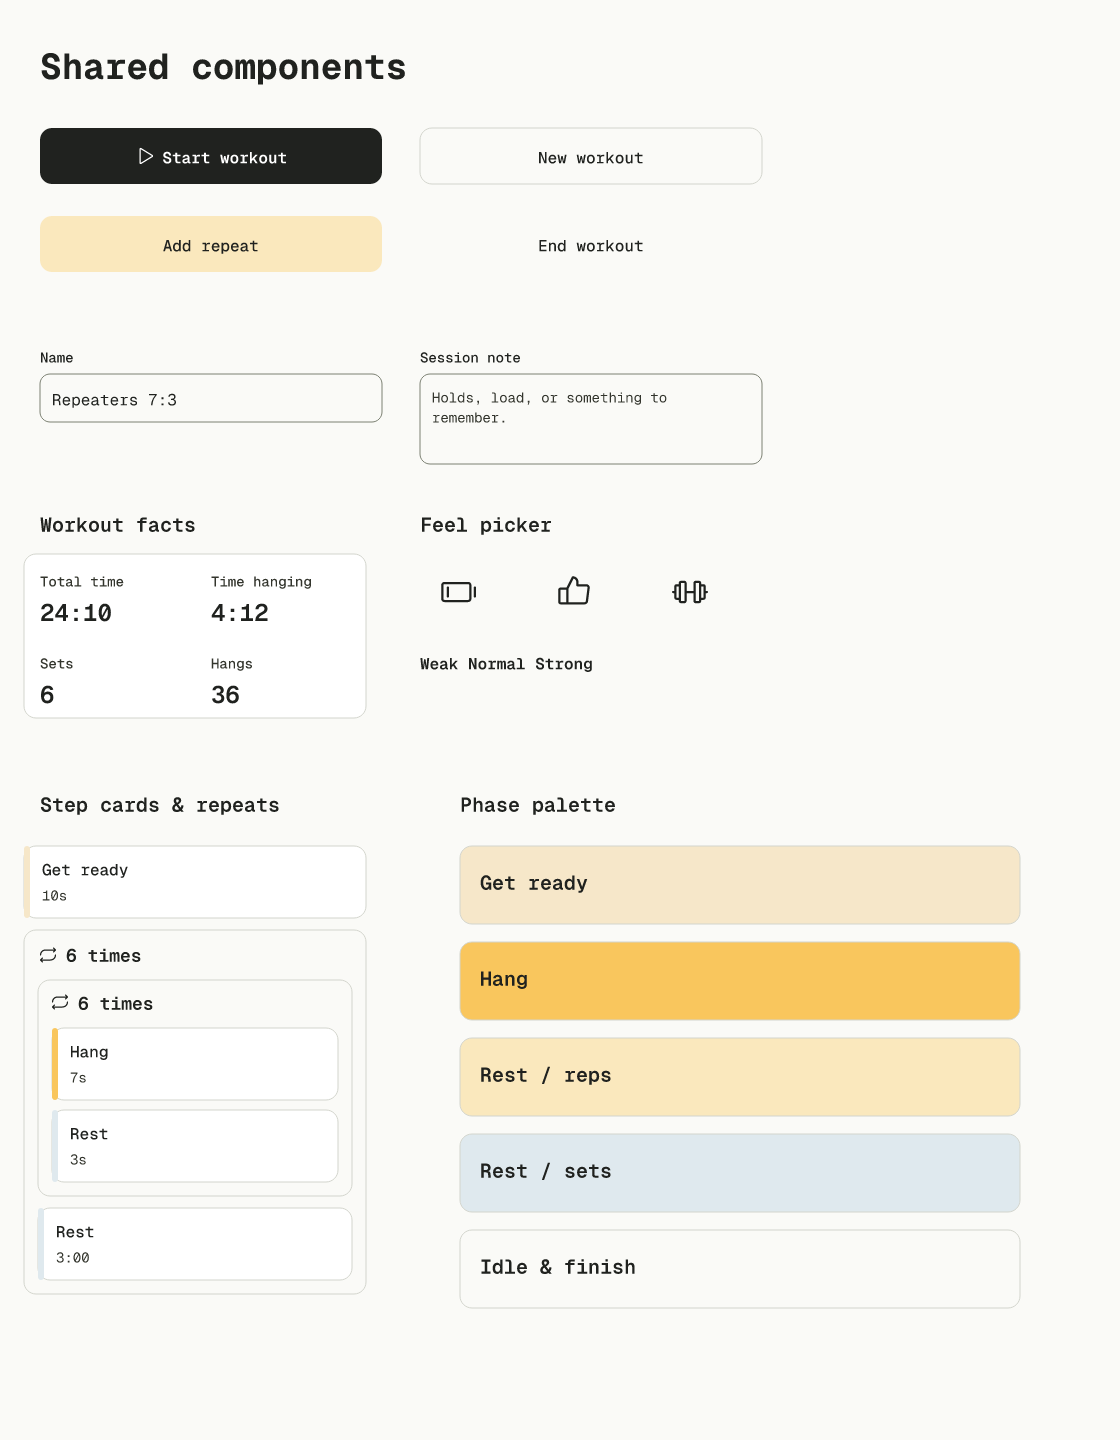 Shared components
Start workout
New workout
Add repeat
End workout
Name
Session note
Repeaters 7:3
Holds, load, or something to
remember.
Workout facts
Feel picker
Total time
Time hanging
24:10
4:12
Sets
Hangs
6
36
Weak Normal Strong
Step cards & repeats
Get ready
10s
6 times
6 times
Hang
7s
Rest
3s
Rest
3:00
Phase palette
Get ready
Hang
Rest / reps
Rest / sets
Idle & finish